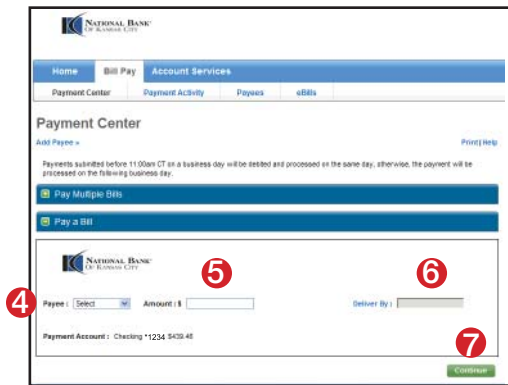 NATIONAL BANK
OF KANSAS CITY
Home Bill Pay Account Services
Payment Center Payment Activity Payees eBills
Payment Center
Add Payee » Print | Help
Payments submitted before 11:00am CT on a business day will be debited and processed on the same day, otherwise, the payment will be
processed on the following business day.
Pay Multiple Bills
Pay a Bill
NATIONAL BANK
OF KANSAS CITY
5 6
4 Payee : Select Amount : $ Deliver By :
Payment Account : Checking *1234 $439.48
7
Continue